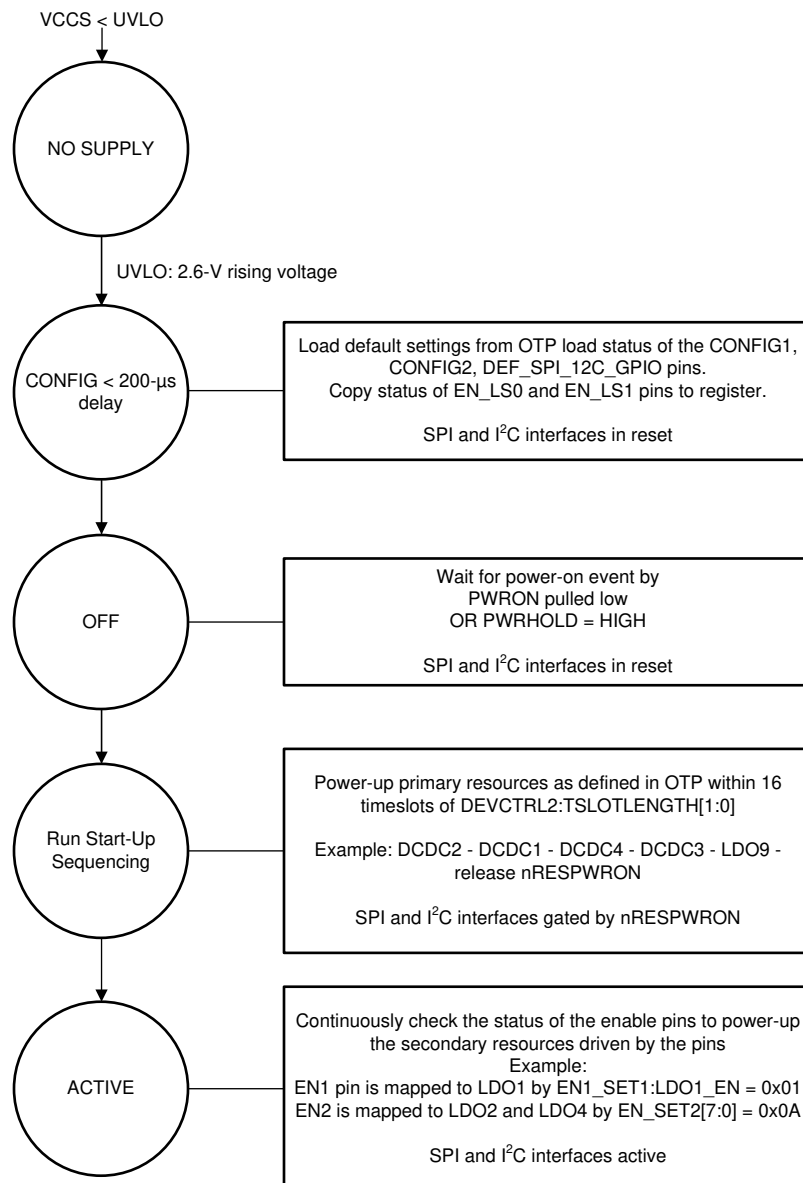 VCCS < UVLO
NO SUPPLY
UVLO: 2.6-V rising voltage
CONFIG < 200-µs
delay
Load default settings from OTP load status of the CONFIG1,
CONFIG2, DEF_SPI_12C_GPIO pins.
Copy status of EN_LS0 and EN_LS1 pins to register.
SPI and I²C interfaces in reset
OFF
Wait for power-on event by
PWRON pulled low
OR PWRHOLD = HIGH
SPI and I²C interfaces in reset
Run Start-Up
Sequencing
Power-up primary resources as defined in OTP within 16
timeslots of DEVCTRL2:TSLOTLENGTH[1:0]
Example: DCDC2 - DCDC1 - DCDC4 - DCDC3 - LDO9 -
release nRESPWRON
SPI and I²C interfaces gated by nRESPWRON
ACTIVE
Continuously check the status of the enable pins to power-up
the secondary resources driven by the pins
Example:
EN1 pin is mapped to LDO1 by EN1_SET1:LDO1_EN = 0x01
EN2 is mapped to LDO2 and LDO4 by EN_SET2[7:0] = 0x0A
SPI and I²C interfaces active